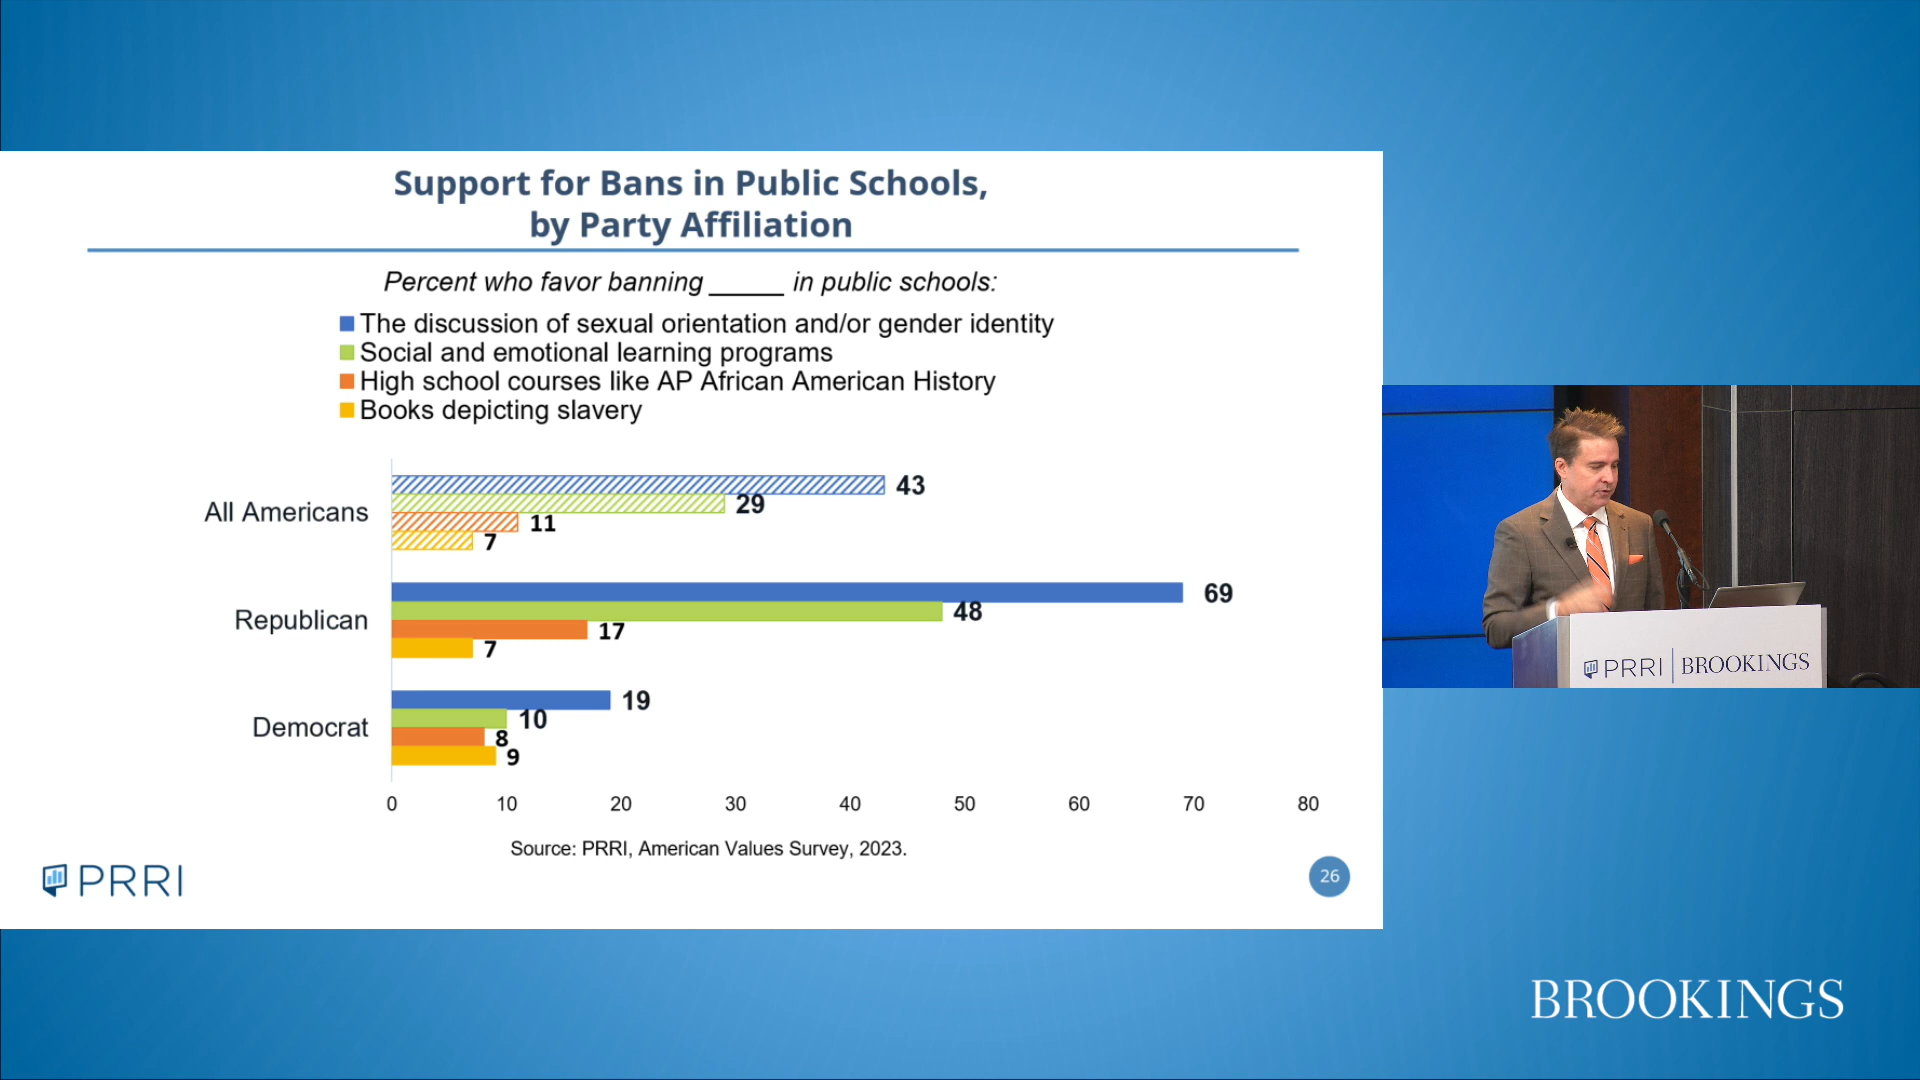 Support for Bans in Public Schools,
by Party Affiliation
Percent who favor banning _____ in public schools:
The discussion of sexual orientation and/or gender identity
Social and emotional learning programs
High school courses like AP African American History
Books depicting slavery
All Americans
43
29
11
7
Republican
69
48
17
7
Democrat
19
10
8
9
0 10 20 30 40 50 60 70 80
Source: PRRI, American Values Survey, 2023.
PRRI
26
PRRI | BROOKINGS
BROOKINGS